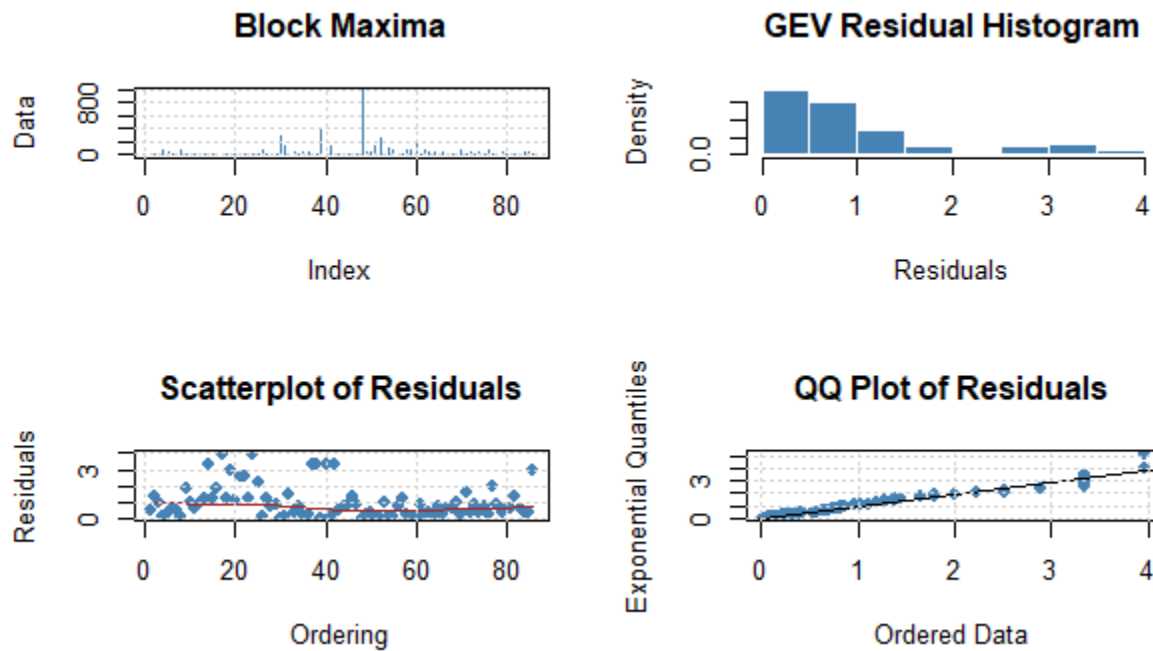 Block Maxima
Data
800
0
0 20 40 60 80
Index
GEV Residual Histogram
Density
0.0
0 1 2 3 4
Residuals
Scatterplot of Residuals
Residuals
3
0
0 20 40 60 80
Ordering
QQ Plot of Residuals
Exponential Quantiles
3
0
0 1 2 3 4
Ordered Data